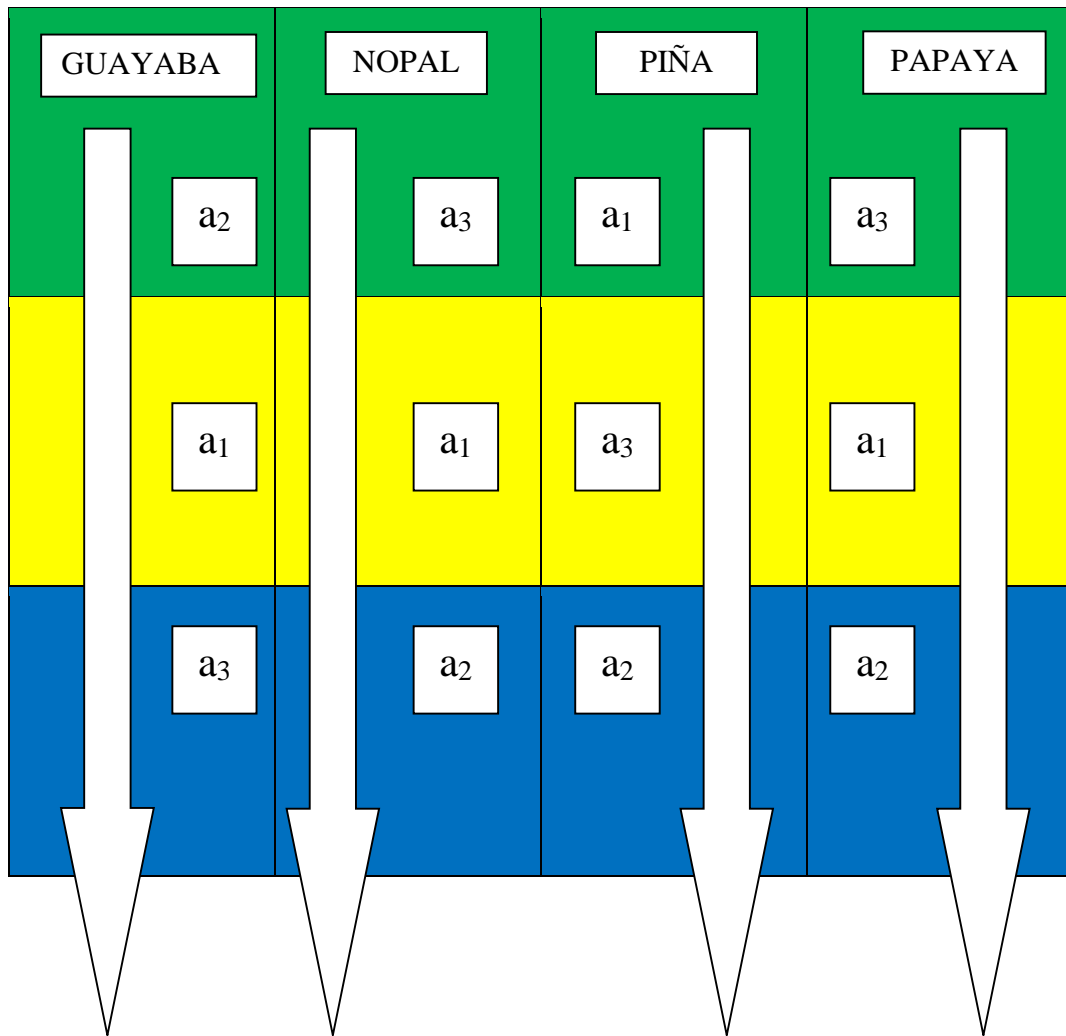 GUAYABA NOPAL PIÑA PAPAYA
a₂ a₃ a₁ a₃
a₁ a₁ a₃ a₁
a₃ a₂ a₂ a₂